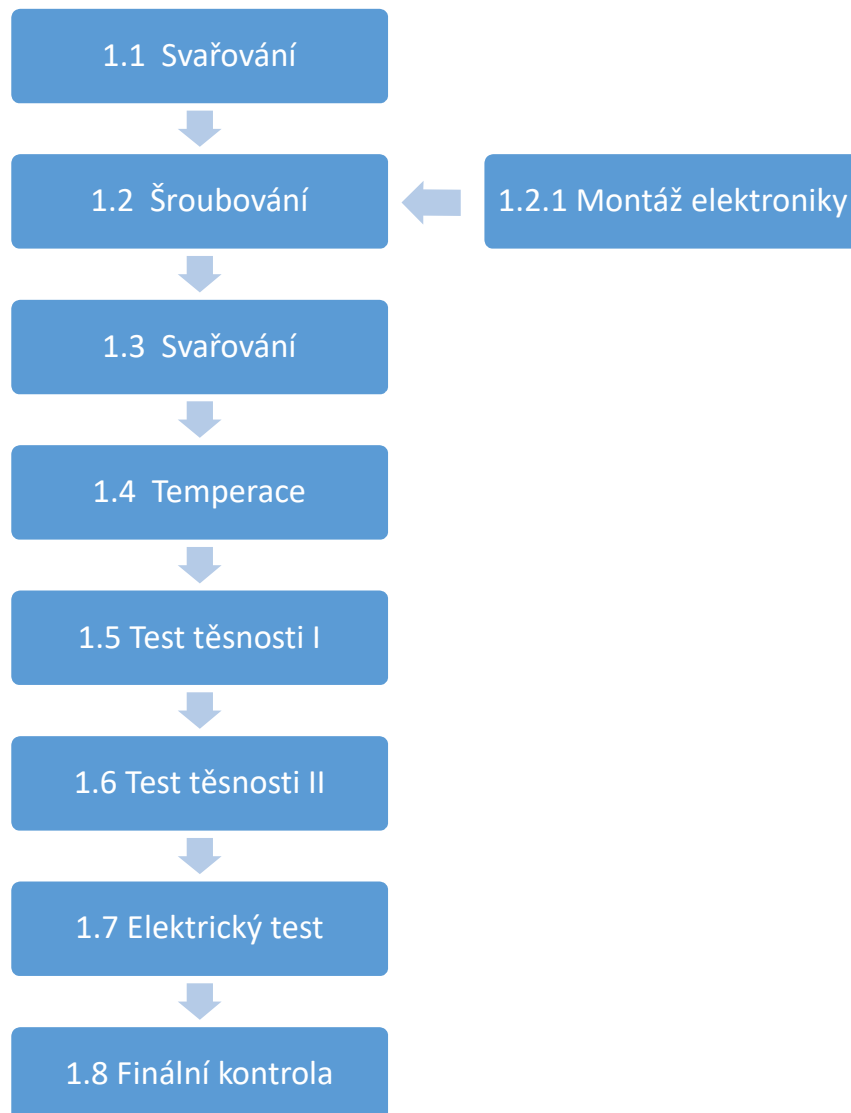 1.1 Svařování
1.2 Šroubování
1.2.1 Montáž elektroniky
1.3 Svařování
1.4 Temperace
1.5 Test těsnosti I
1.6 Test těsnosti II
1.7 Elektrický test
1.8 Finální kontrola